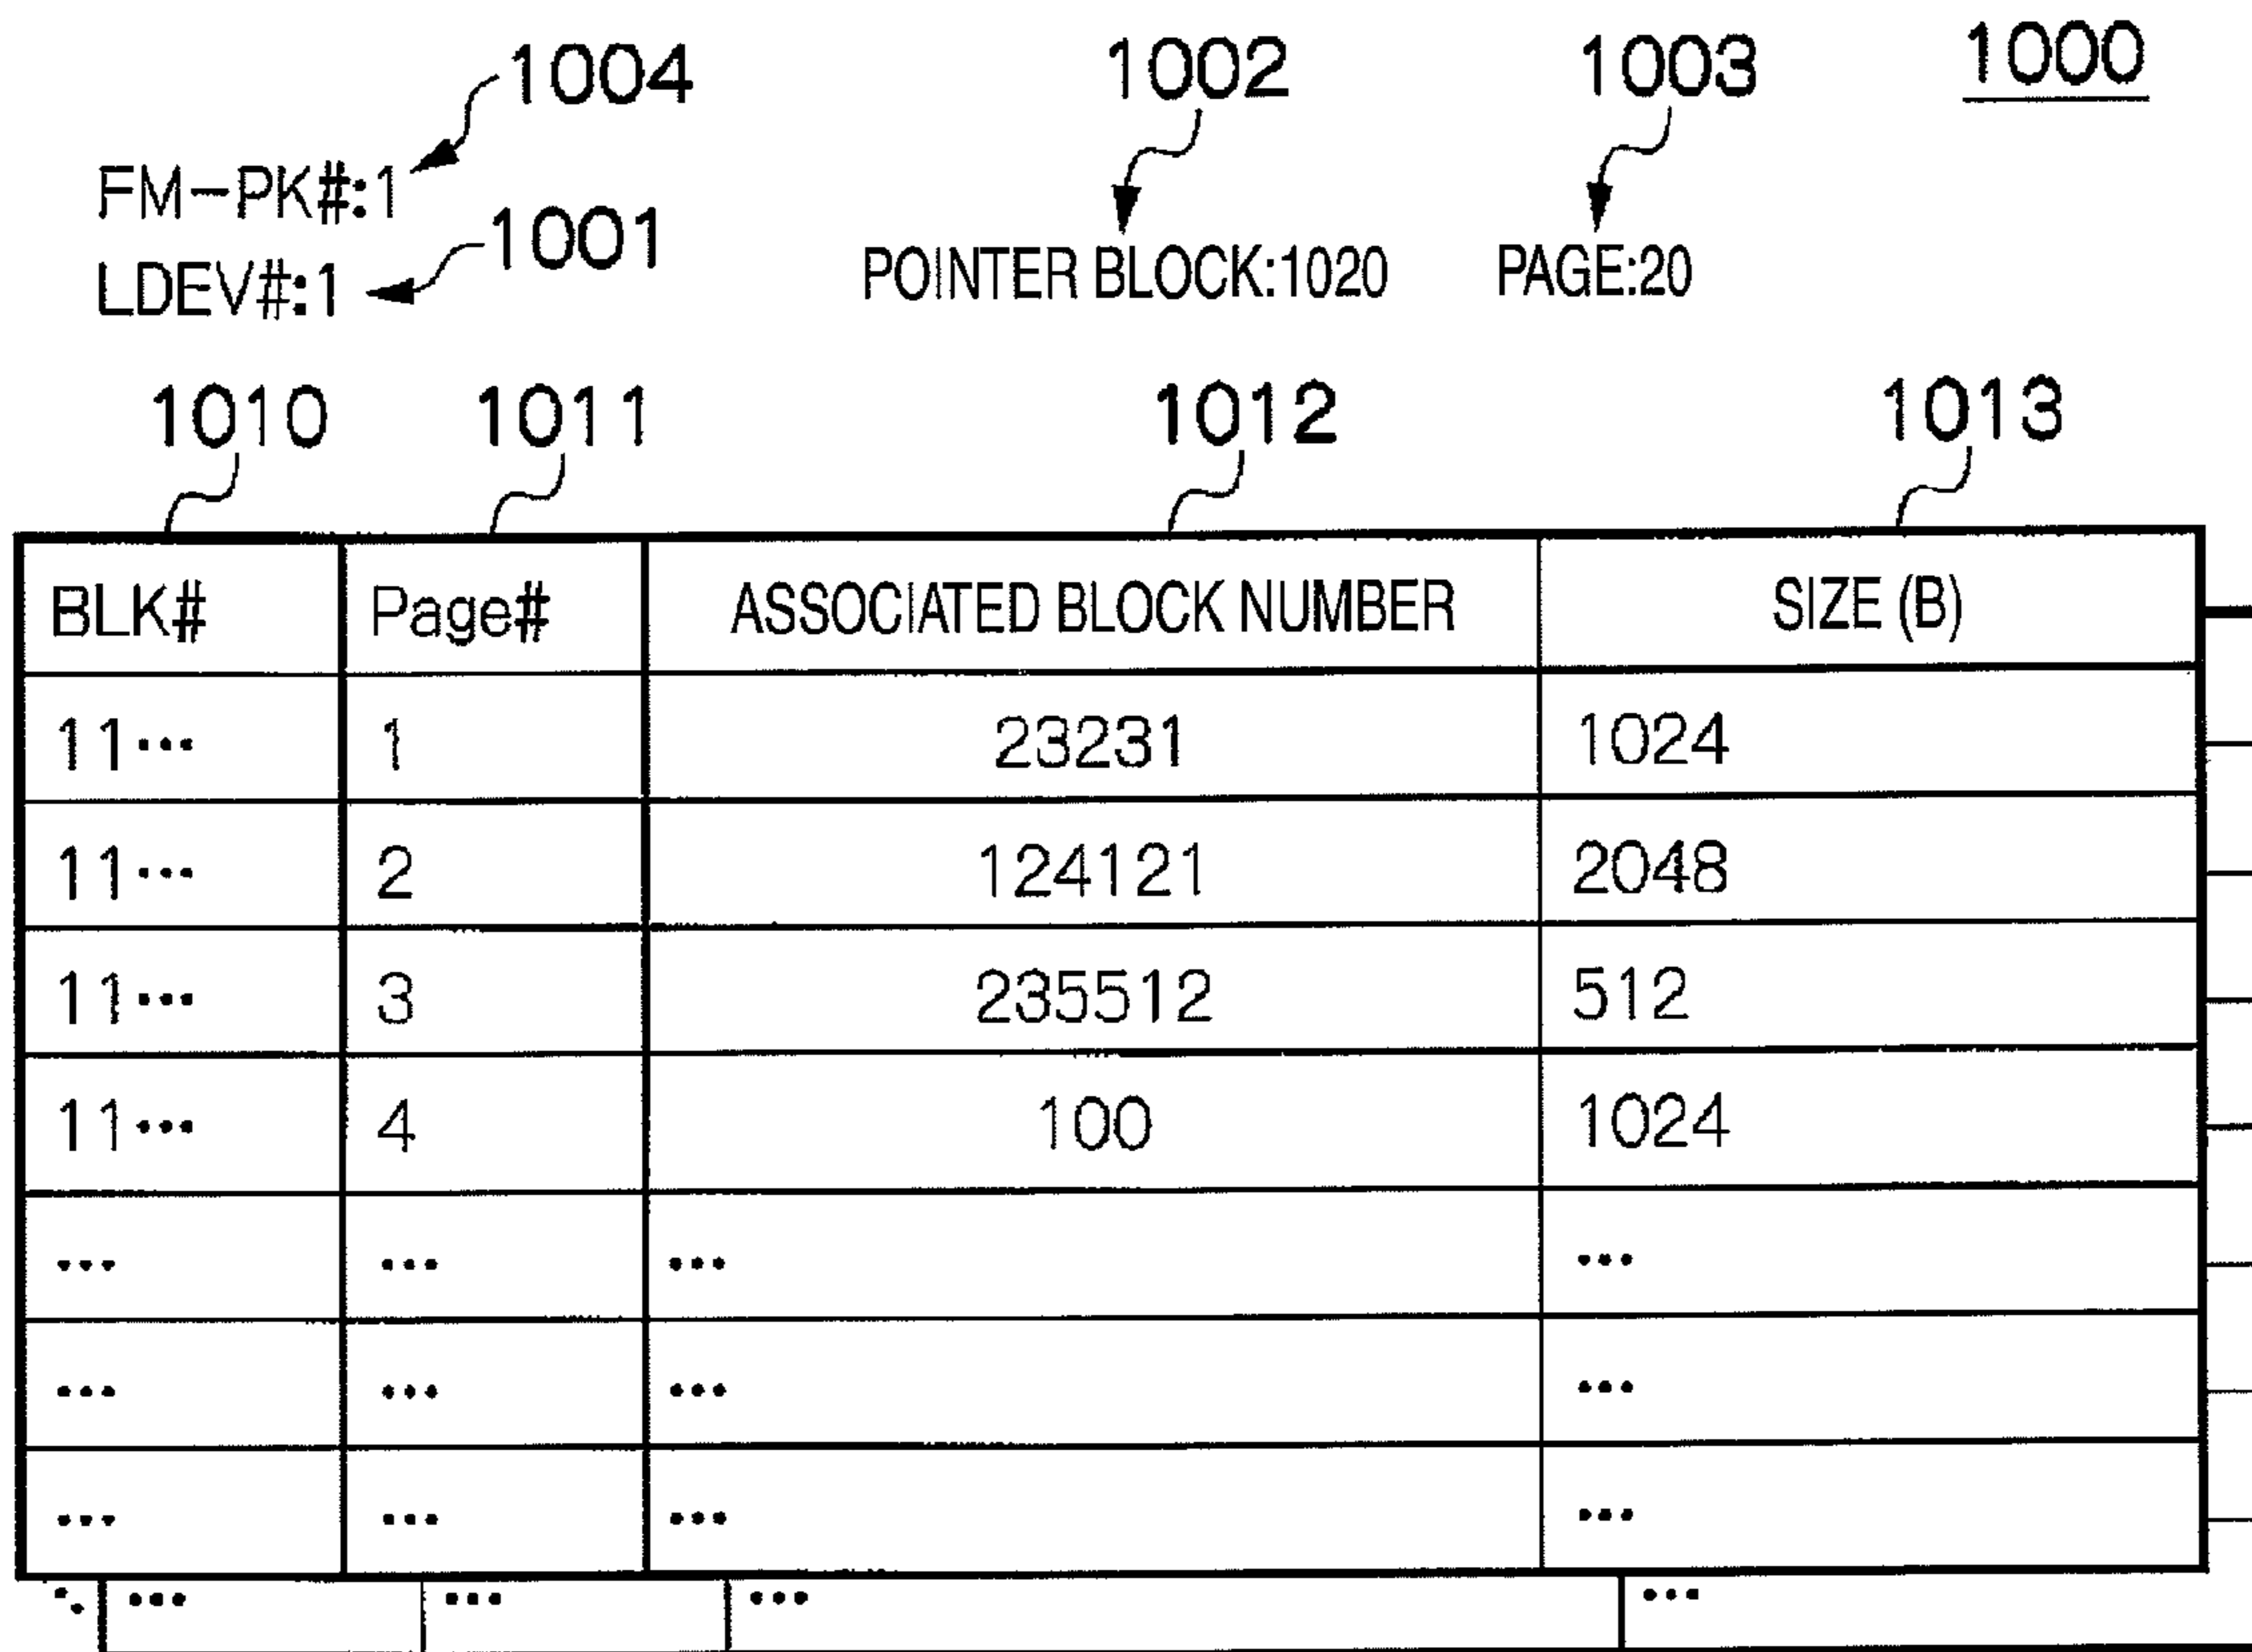 1004 1002 1003 1000
FM-PK#:1
1001
LDEV#:1 POINTER BLOCK:1020 PAGE:20
1010 1011 1012 1013
BLK# Page# ASSOCIATED BLOCK NUMBER SIZE (B)
11… 1 23231 1024
11… 2 124121 2048
11… 3 235512 512
11… 4 100 1024
… … … …
… … … …
… … … …
… … … …